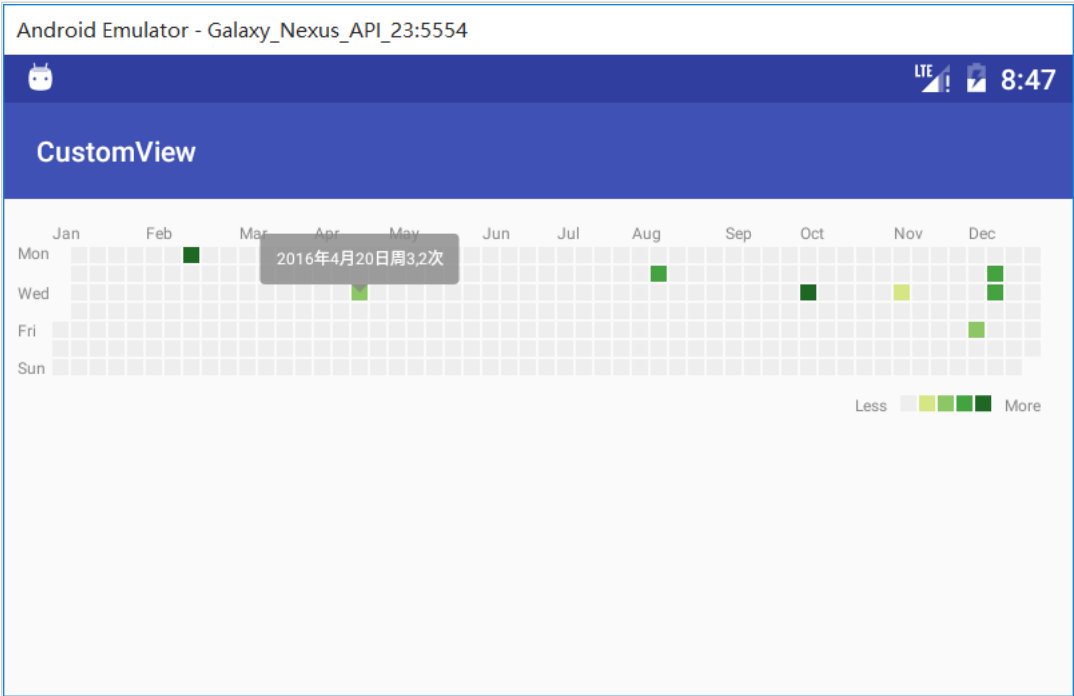 Android Emulator - Galaxy_Nexus_API_23:5554
LTE ! 8:47
CustomView
Jan Feb Mar Apr May Jun Jul Aug Sep Oct Nov Dec
Mon
2016年4月20日周3,2次
Wed
Fri
Sun
Less More